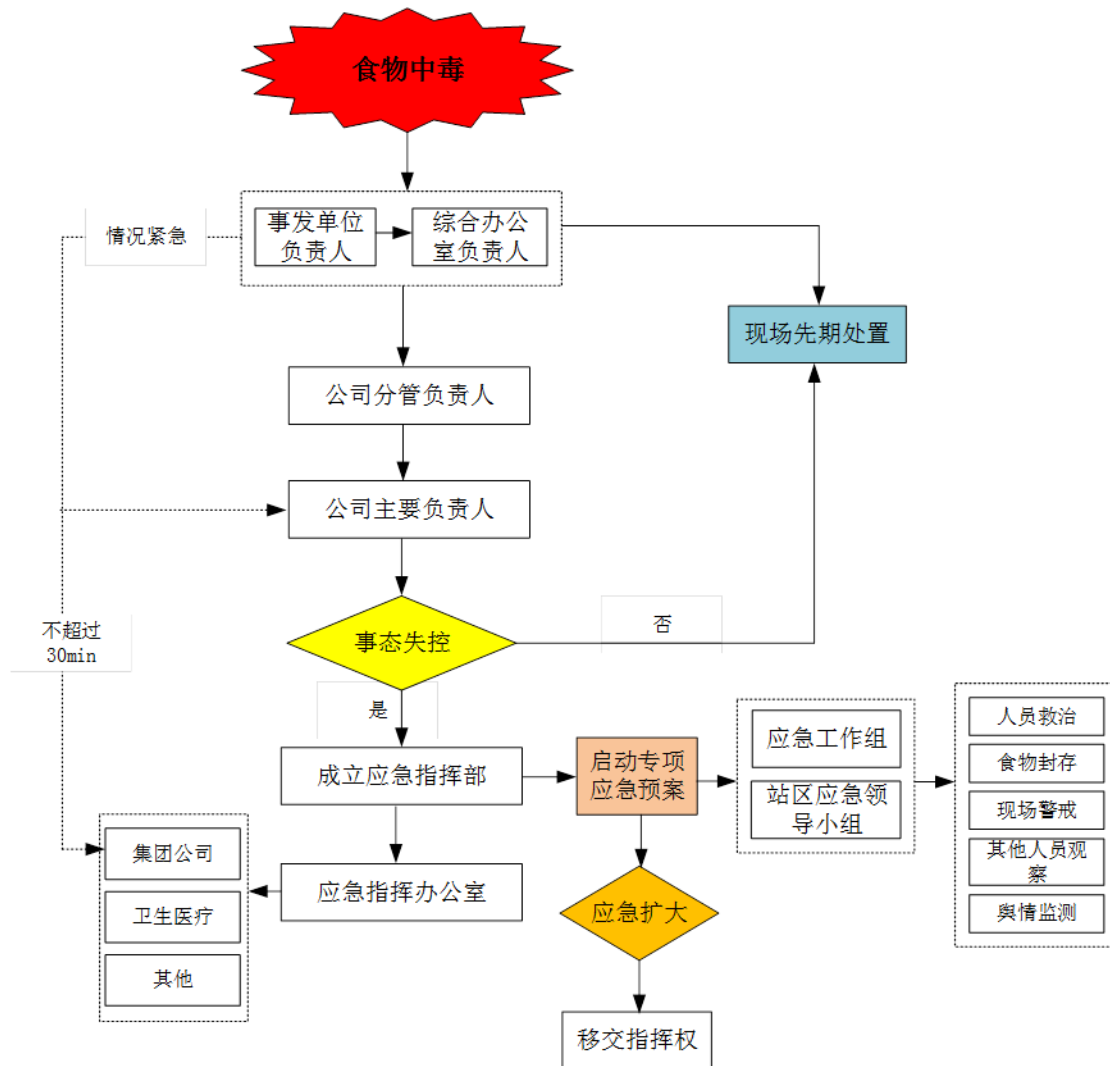 食物中毒
情况紧急
事发单位
负责人
综合办公
室负责人
现场先期处置
公司分管负责人
公司主要负责人
不超过
30min
事态失控
否
是
成立应急指挥部
启动专项
应急预案
应急工作组
站区应急领
导小组
人员救治
食物封存
现场警戒
其他人员观
察
舆情监测
集团公司
卫生医疗
其他
应急指挥办公室
应急扩大
移交指挥权